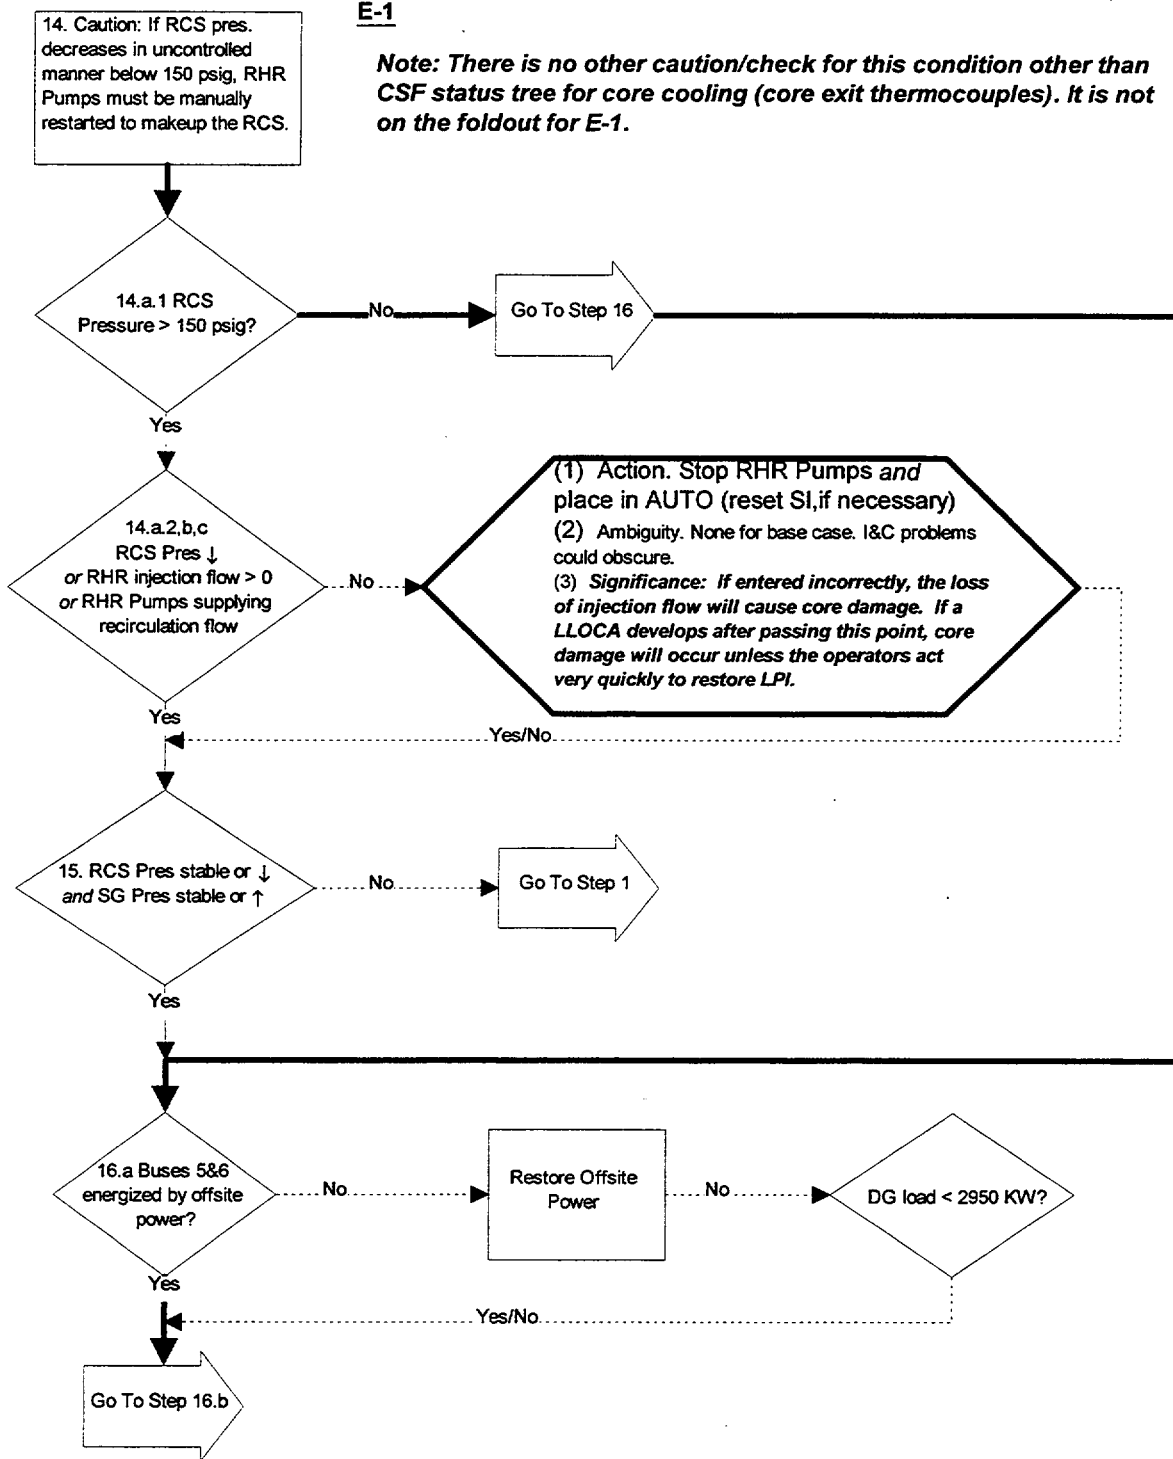 E-1
14. Caution: If RCS pres.
decreases in uncontrolled
manner below 150 psig, RHR
Pumps must be manually
restarted to makeup the RCS.
Note: There is no other caution/check for this condition other than
CSF status tree for core cooling (core exit thermocouples). It is not
on the foldout for E-1.
14.a.1 RCS
Pressure > 150 psig?
No
Go To Step 16
Yes
14.a.2,b,c
RCS Pres ↓
or RHR injection flow > 0
or RHR Pumps supplying
recirculation flow
No
(1) Action. Stop RHR Pumps and
place in AUTO (reset SI,if necessary)
(2) Ambiguity. None for base case. I&C problems
could obscure.
(3) Significance: If entered incorrectly, the loss
of injection flow will cause core damage. If a
LLOCA develops after passing this point, core
damage will occur unless the operators act
very quickly to restore LPI.
Yes
Yes/No
15. RCS Pres stable or ↓
and SG Pres stable or ↑
No
Go To Step 1
Yes
16.a Buses 5&6
energized by offsite
power?
No
Restore Offsite
Power
No
DG load < 2950 KW?
Yes
Yes/No
Go To Step 16.b